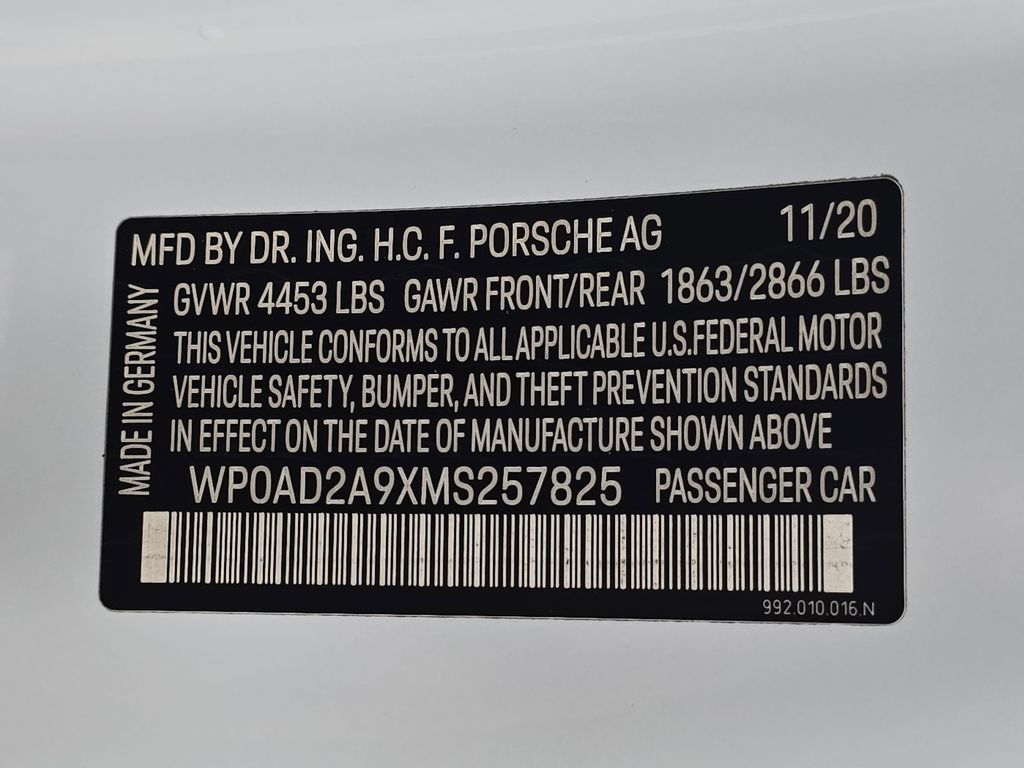 MFD BY DR. ING. H.C. F. PORSCHE AG 11/20
GVWR 4453 LBS GAWR FRONT/REAR 1863/2866 LBS
THIS VEHICLE CONFORMS TO ALL APPLICABLE U.S.FEDERAL MOTOR
VEHICLE SAFETY, BUMPER, AND THEFT PREVENTION STANDARDS
IN EFFECT ON THE DATE OF MANUFACTURE SHOWN ABOVE
WP0AD2A9XMS257825 PASSENGER CAR
992.010.016.N
MADE IN GERMANY